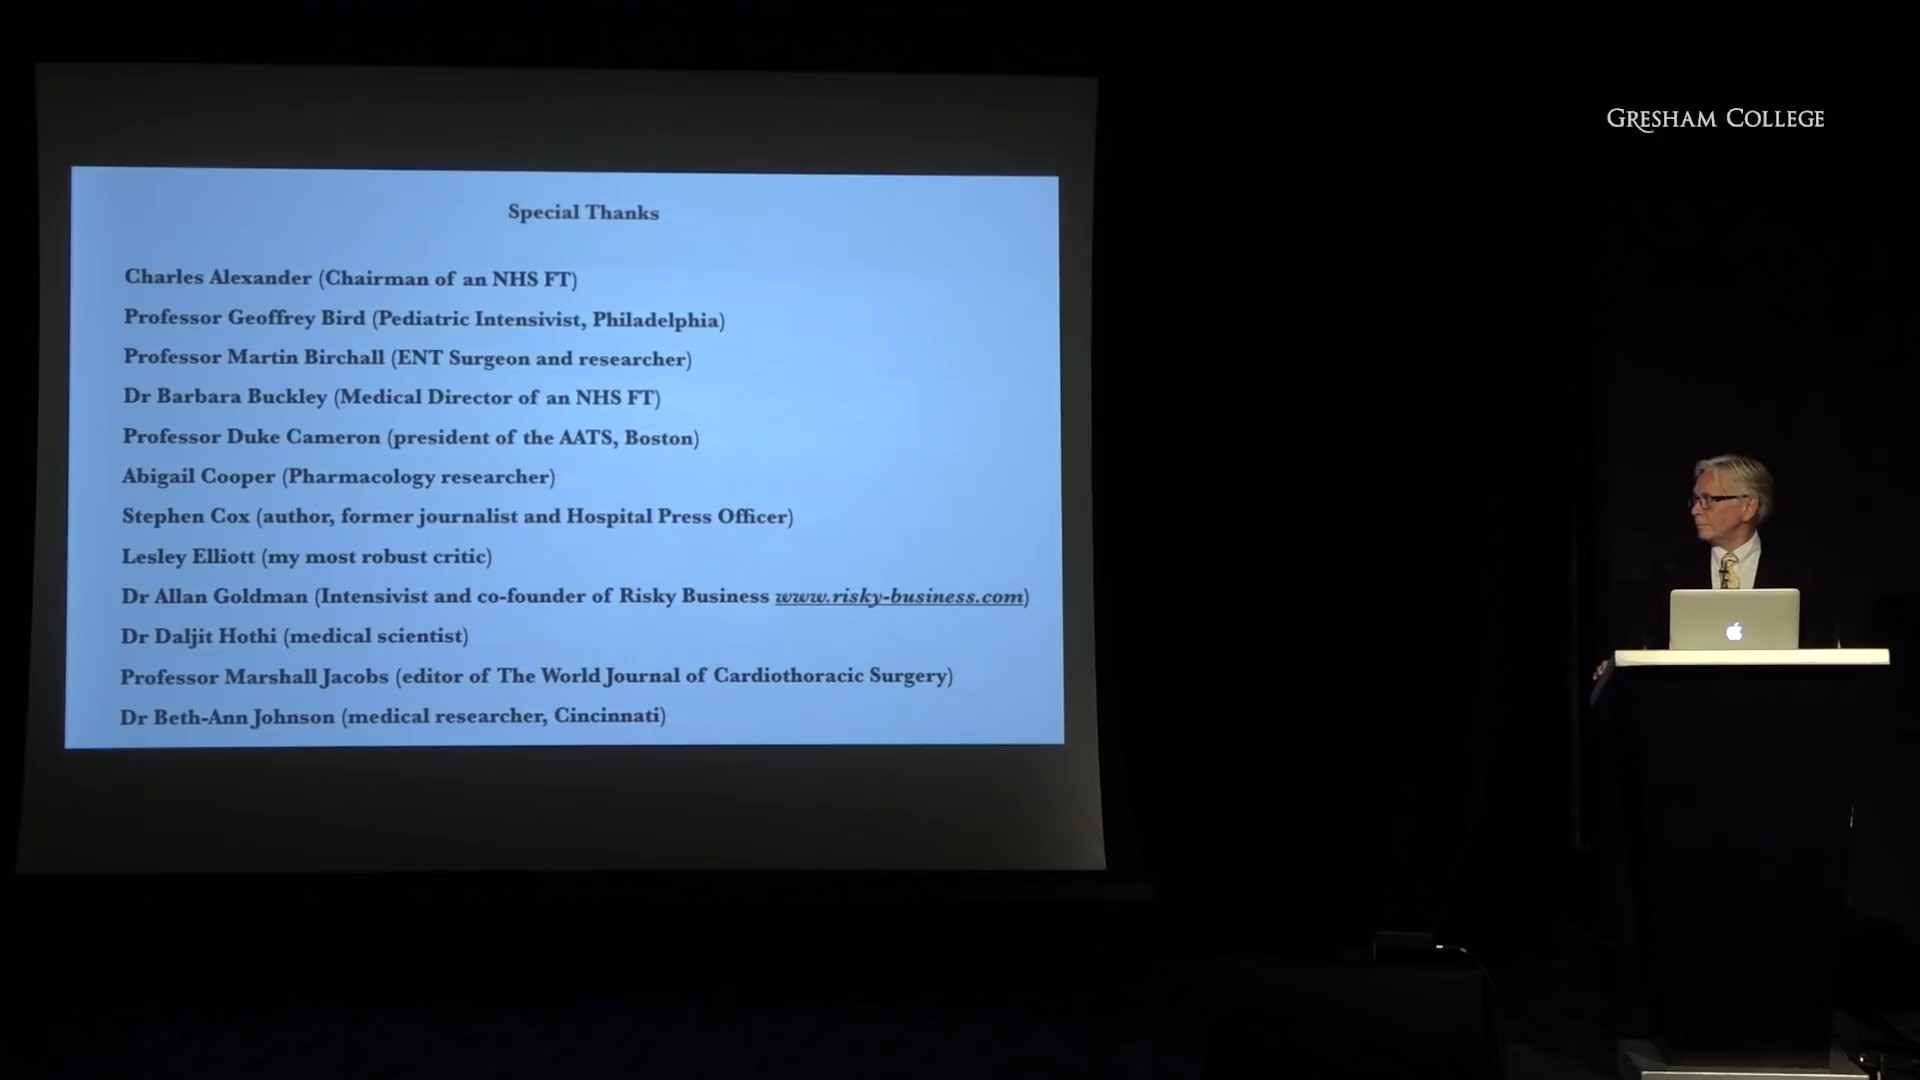 GRESHAM COLLEGE
Special Thanks
Charles Alexander (Chairman of an NHS FT)
Professor Geoffrey Bird (Pediatric Intensivist, Philadelphia)
Professor Martin Birchall (ENT Surgeon and researcher)
Dr Barbara Buckley (Medical Director of an NHS FT)
Professor Duke Cameron (president of the AATS, Boston)
Abigail Cooper (Pharmacology researcher)
Stephen Cox (author, former journalist and Hospital Press Officer)
Lesley Elliott (my most robust critic)
Dr Allan Goldman (Intensivist and co-founder of Risky Business www.risky-business.com)
Dr Daljit Hothi (medical scientist)
Professor Marshall Jacobs (editor of The World Journal of Cardiothoracic Surgery)
Dr Beth-Ann Johnson (medical researcher, Cincinnati)